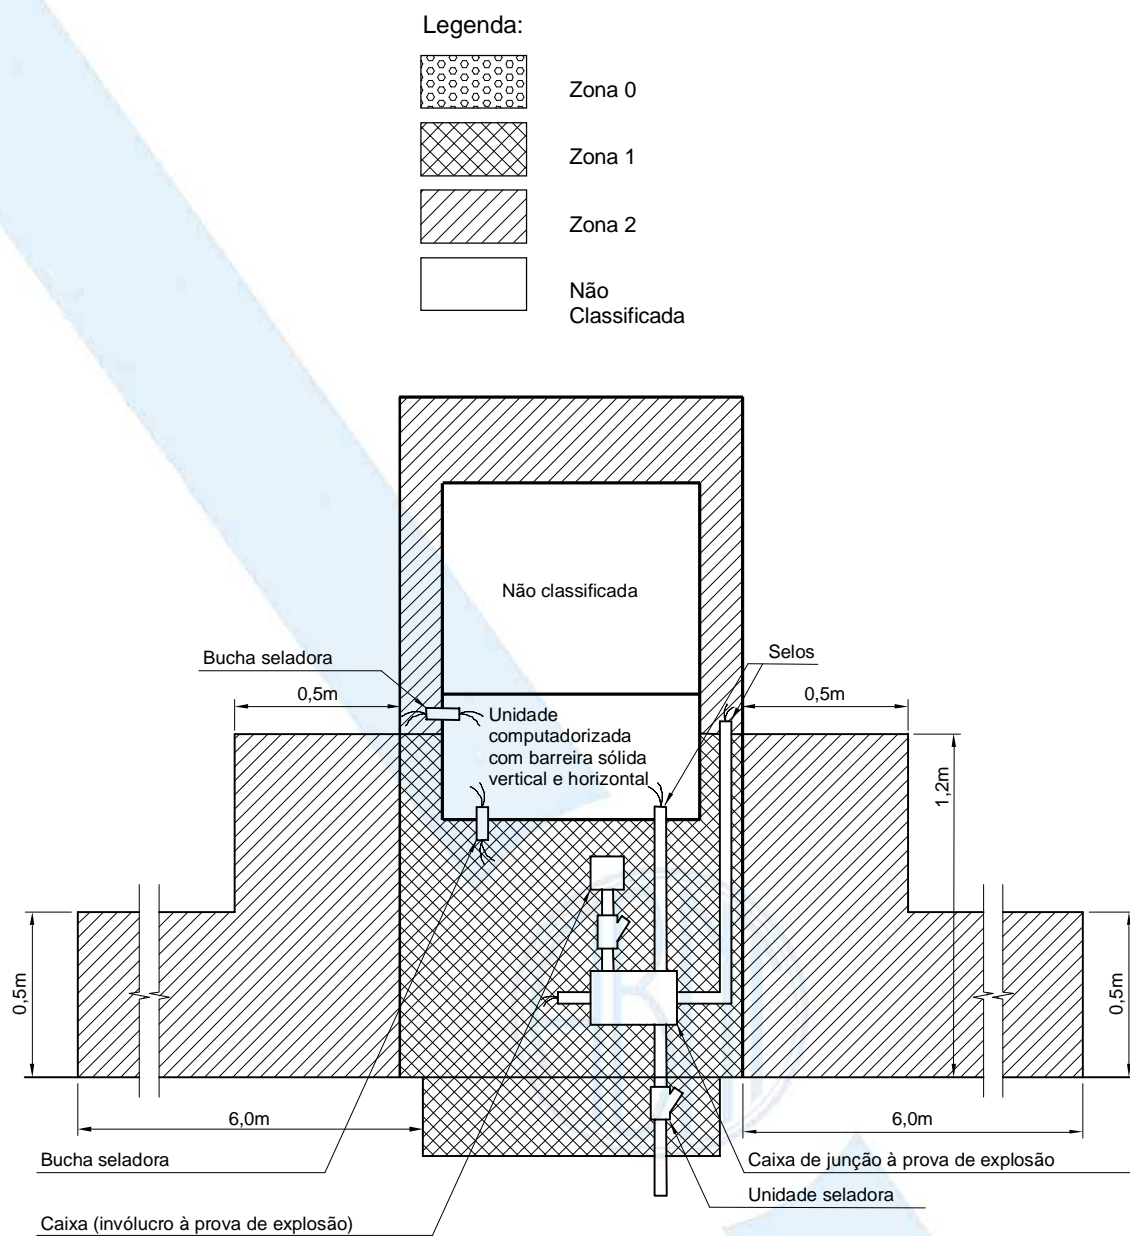 Legenda:
Zona 0
Zona 1
Zona 2
Não
Classificada
Não classificada
Bucha seladora
Selos
0,5m
0,5m
Unidade
computadorizada
com barreira sólida
vertical e horizontal
1,2m
0,5m
0,5m
6,0m
6,0m
Bucha seladora
Caixa de junção à prova de explosão
Unidade seladora
Caixa (invólucro à prova de explosão)